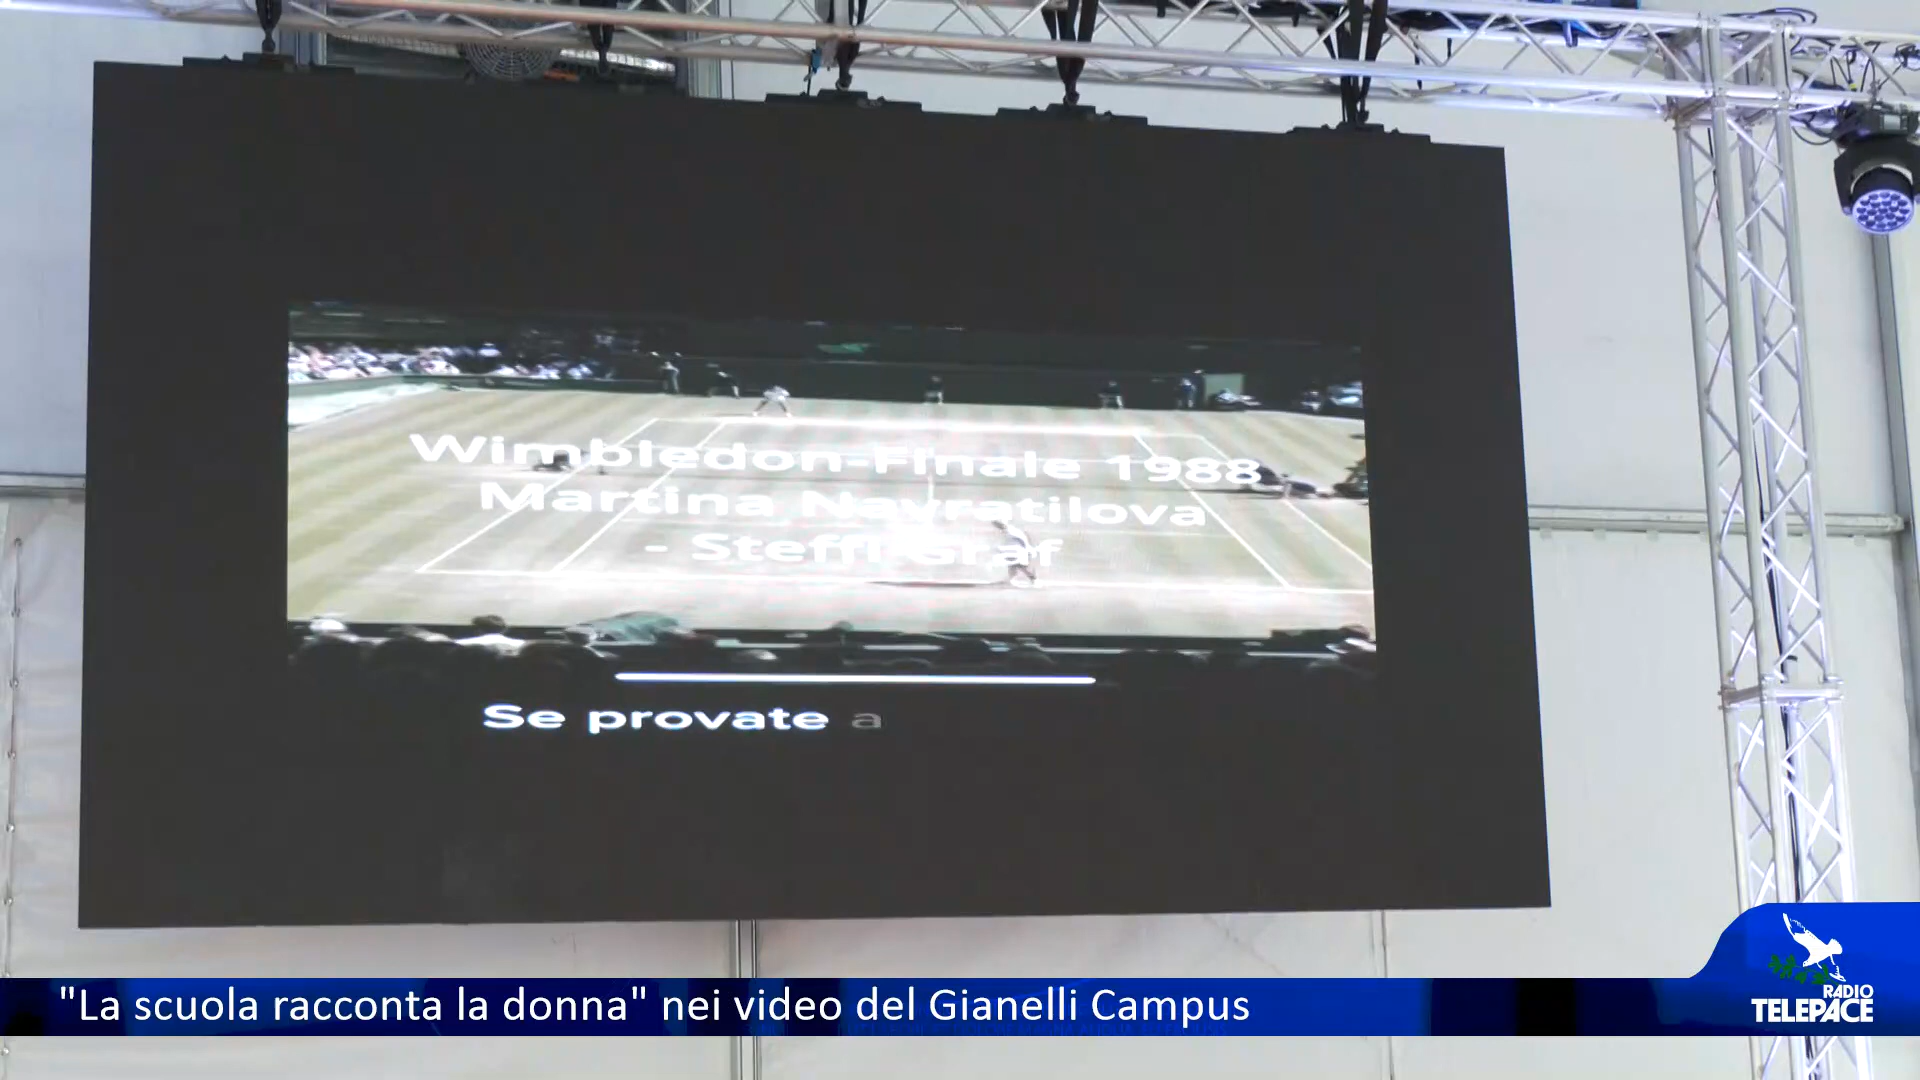 Wimbledon-Finale 1988
Martina Navratilova
- Steffi Graf
Se provate a
"La scuola racconta la donna" nei video del Gianelli Campus
RADIO
TELEPACE